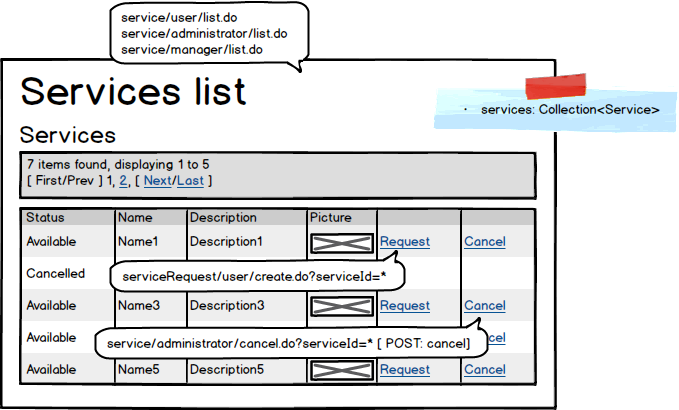 service/user/list.do
service/administrator/list.do
service/manager/list.do
Services list
· services: Collection<Service>
Services
7 items found, displaying 1 to 5
[ First/Prev ] 1, 2, [ Next/Last ]
Status Name Description Picture
Available Name1 Description1 Request Cancel
Cancelled
serviceRequest/user/create.do?serviceId=*
Available Name3 Description3 Request Cancel
Available
service/administrator/cancel.do?serviceId=* [ POST: cancel]
Available Name5 Description5 Request Cancel